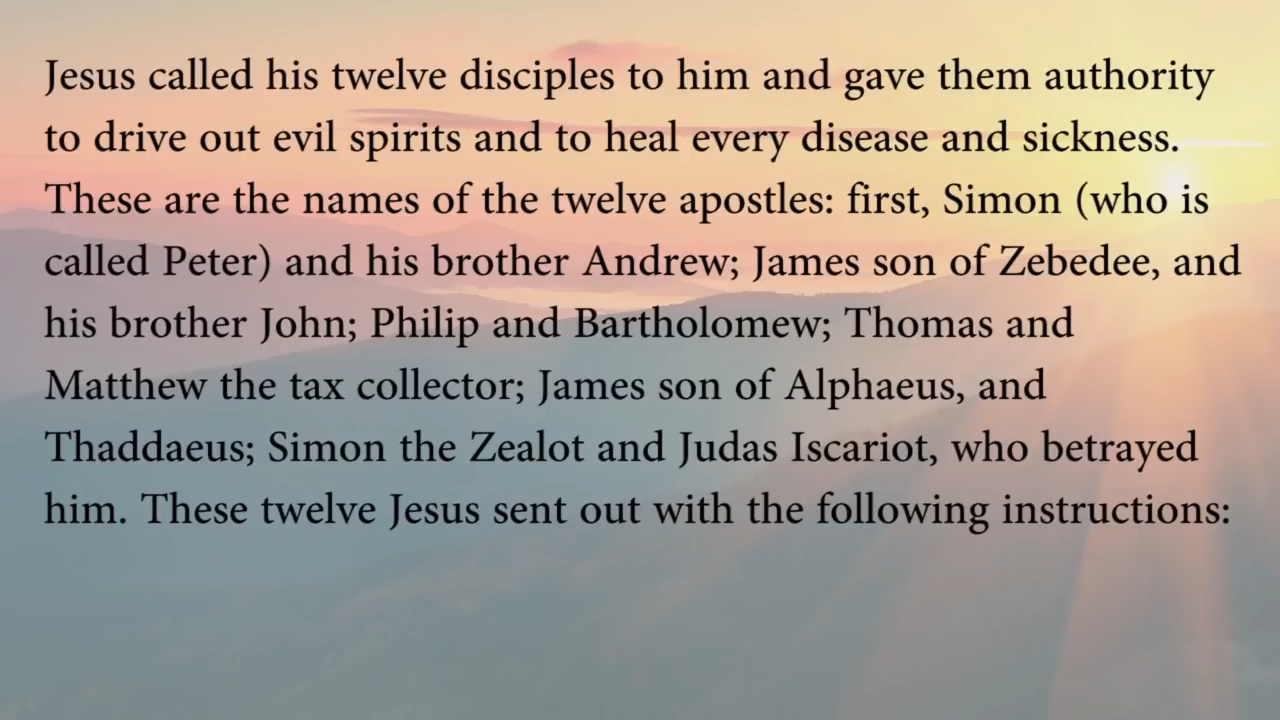 Jesus called his twelve disciples to him and gave them authority
to drive out evil spirits and to heal every disease and sickness.
These are the names of the twelve apostles: first, Simon (who is
called Peter) and his brother Andrew; James son of Zebedee, and
his brother John; Philip and Bartholomew; Thomas and
Matthew the tax collector; James son of Alphaeus, and
Thaddaeus; Simon the Zealot and Judas Iscariot, who betrayed
him. These twelve Jesus sent out with the following instructions: